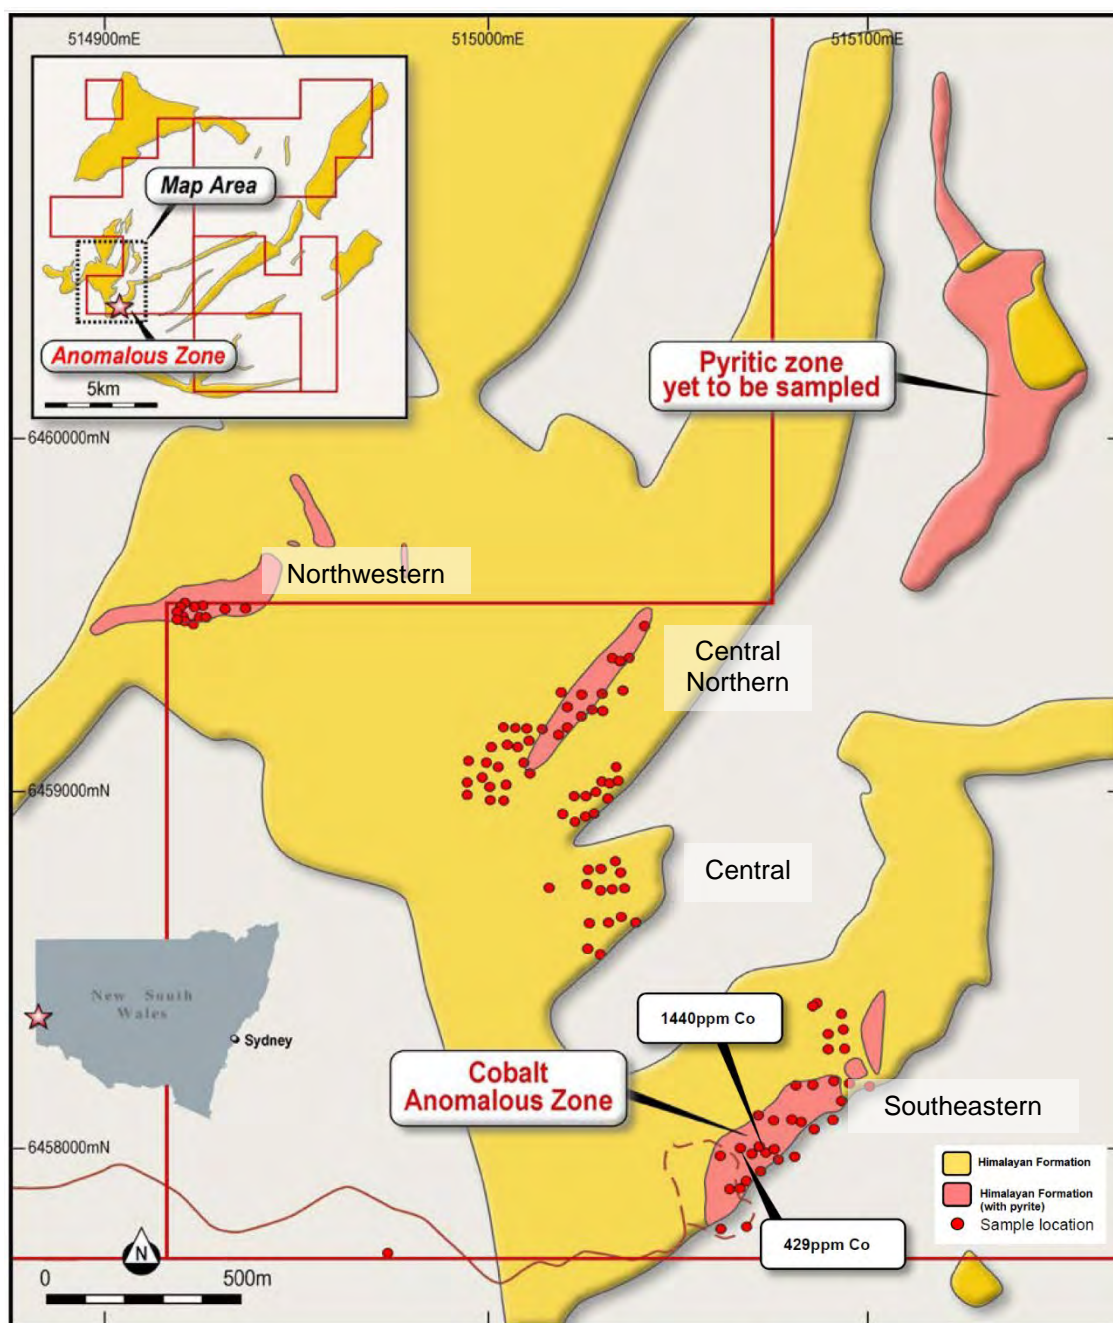 514900mE
515000mE
515100mE
Map Area
Anomalous Zone
5km
Pyritic zone
yet to be sampled
6460000mN
Northwestern
Central
Northern
6459000mN
Central
New South
Wales
Sydney
1440ppm Co
Cobalt
Anomalous Zone
Southeastern
6458000mN
Himalayan Formation
Himalayan Formation
(with pyrite)
Sample location
429ppm Co
N
0
500m